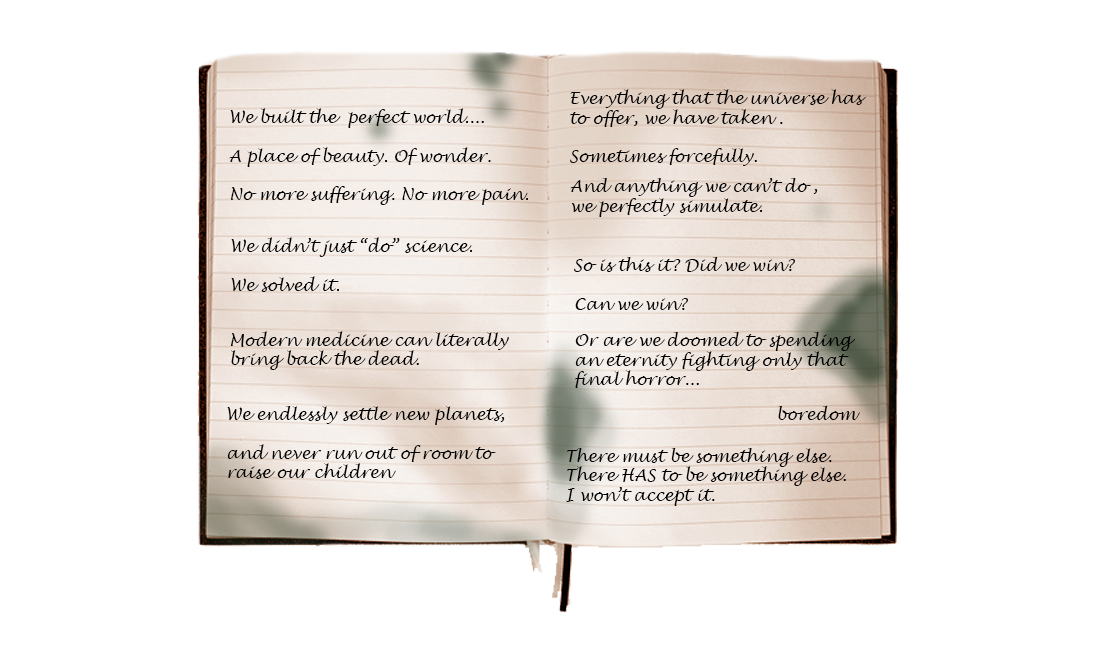 We built the perfect world....
A place of beauty. Of wonder.
No more suffering. No more pain.
We didn't just “do” science.
We solved it.
Modern medicine can literally
bring back the dead.
We endlessly settle new planets,
and never run out of room to
raise our children
Everything that the universe has
to offer, we have taken .
Sometimes forcefully.
And anything we can't do ,
we perfectly simulate.
So is this it? Did we win?
Can we win?
Or are we doomed to spending
an eternity fighting only that
final horror...
boredom
There must be something else.
There HAS to be something else.
I won't accept it.